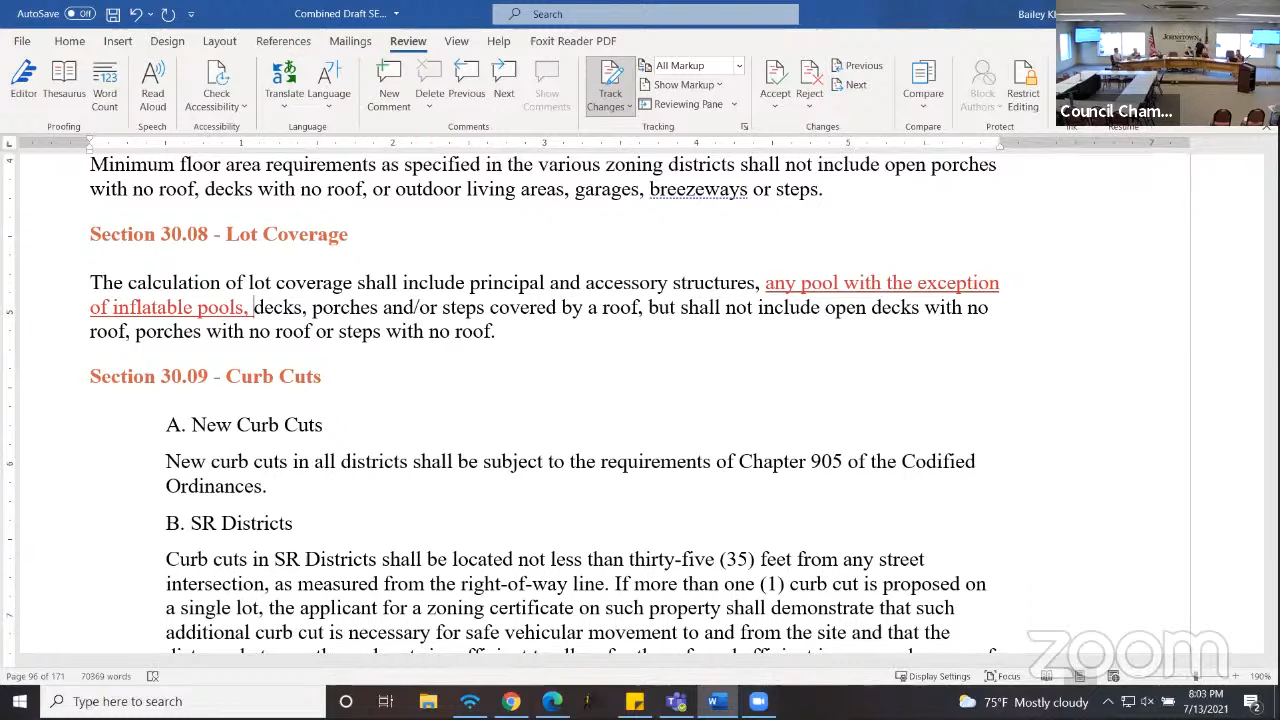 AutoSave Off
Search
Bailey Kl
File Home Insert Design Layout References Mailings Review View Help Foxit Reader PDF
Editor Thesaurus Word Count Read Aloud Check Accessibility Translate Language New Comment Delete Previous Next Show Comments Track Changes All Markup Show Markup Reviewing Pane Accept Reject Previous Next Compare Block Authors Restrict Editing
Proofing Speech Accessibility Language Comments Tracking Changes Compare Protect Ink Resume
JOHNSTOWN
Council Cham...
1 2 3 4 5 6 7
Minimum floor area requirements as specified in the various zoning districts shall not include open porches
with no roof, decks with no roof, or outdoor living areas, garages, breezeways or steps.
Section 30.08 - Lot Coverage
The calculation of lot coverage shall include principal and accessory structures, any pool with the exception
of inflatable pools, decks, porches and/or steps covered by a roof, but shall not include open decks with no
roof, porches with no roof or steps with no roof.
Section 30.09 - Curb Cuts
A. New Curb Cuts
New curb cuts in all districts shall be subject to the requirements of Chapter 905 of the Codified
Ordinances.
B. SR Districts
Curb cuts in SR Districts shall be located not less than thirty-five (35) feet from any street
intersection, as measured from the right-of-way line. If more than one (1) curb cut is proposed on
a single lot, the applicant for a zoning certificate on such property shall demonstrate that such
additional curb cut is necessary for safe vehicular movement to and from the site and that the
zoom
Page 96 of 171 70369 words Display Settings Focus 190%
Type here to search
75°F Mostly cloudy
8:03 PM
7/13/2021
2